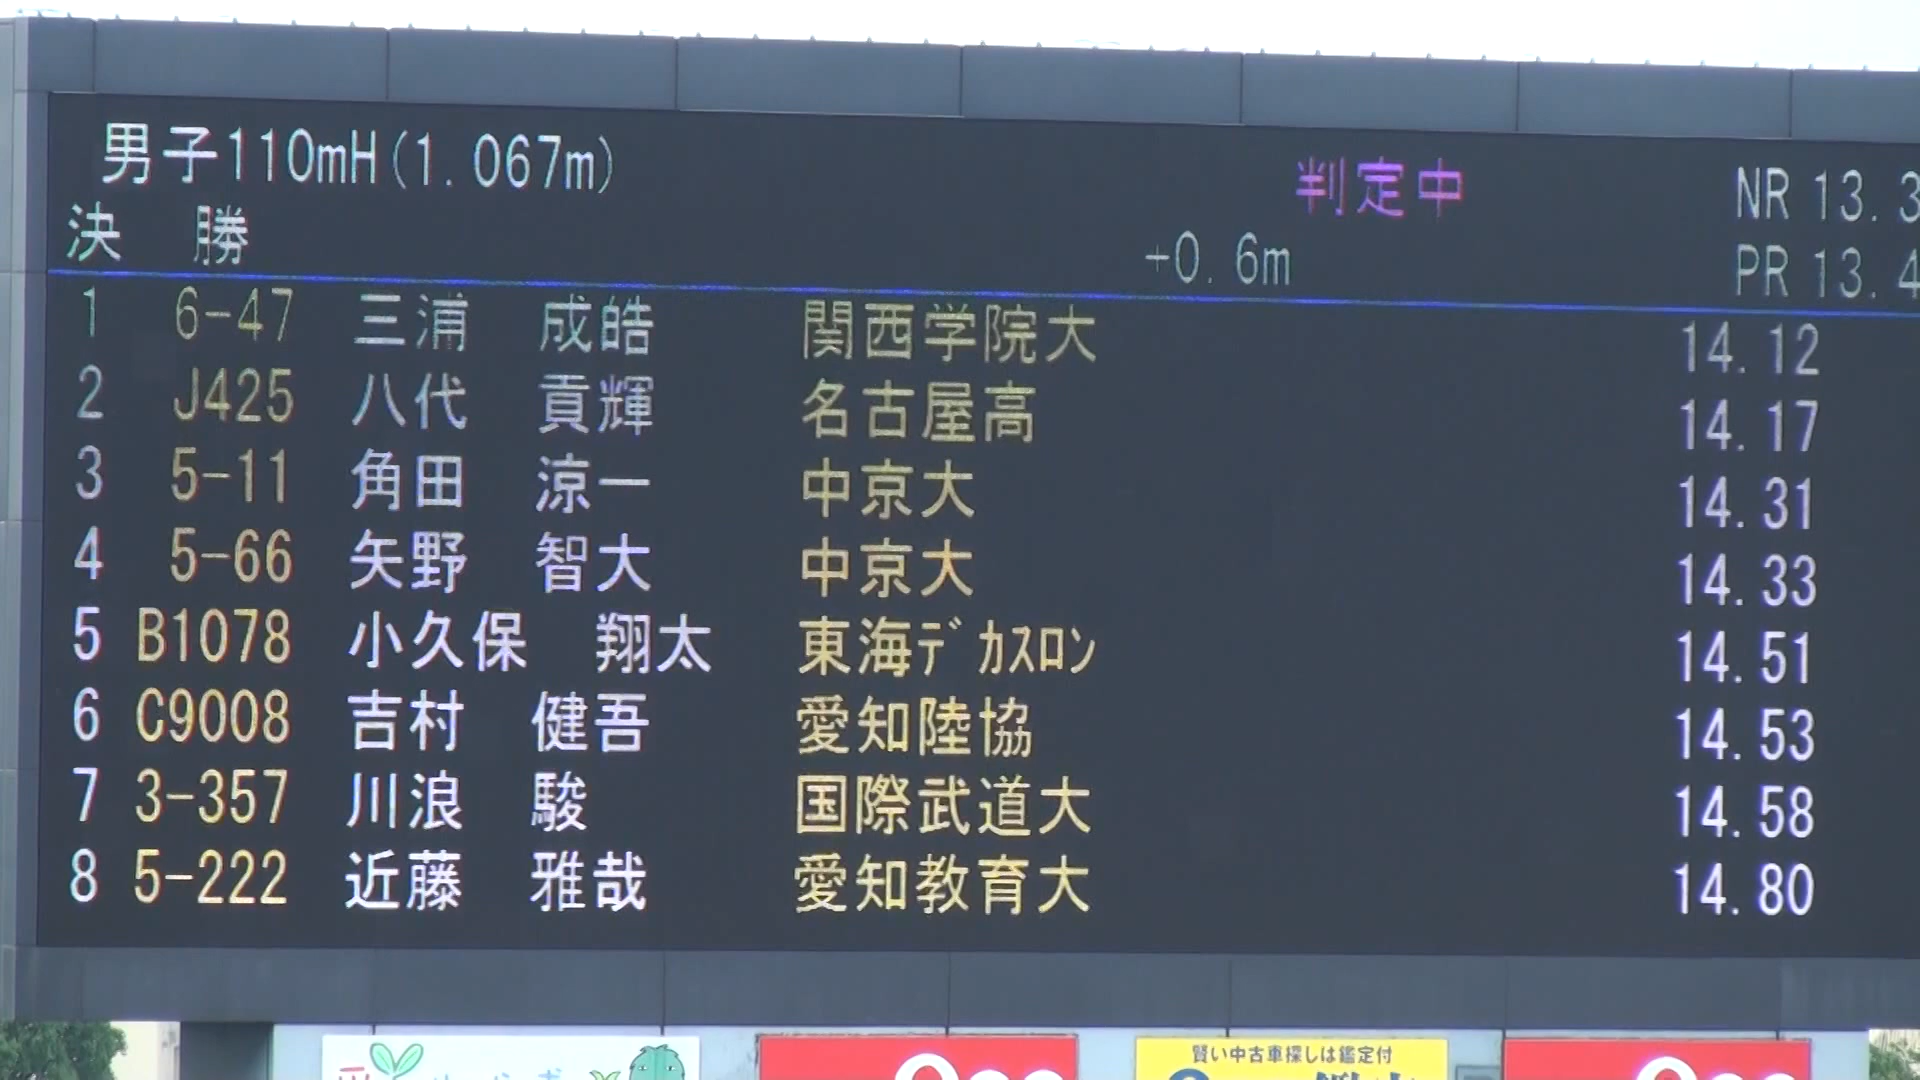 男子110mH(1.067m) 判定中 NR 13.3
決 勝 +0.6m PR 13.4
1 6-47 三浦 成皓 関西学院大 14.12
2 J425 八代 貢輝 名古屋高 14.17
3 5-11 角田 涼一 中京大 14.31
4 5-66 矢野 智大 中京大 14.33
5 B1078 小久保 翔太 東海ﾃﾞｶｽﾛﾝ 14.51
6 C9008 吉村 健吾 愛知陸協 14.53
7 3-357 川浪 駿 国際武道大 14.58
8 5-222 近藤 雅哉 愛知教育大 14.80
賢い中古車探しは鑑定付